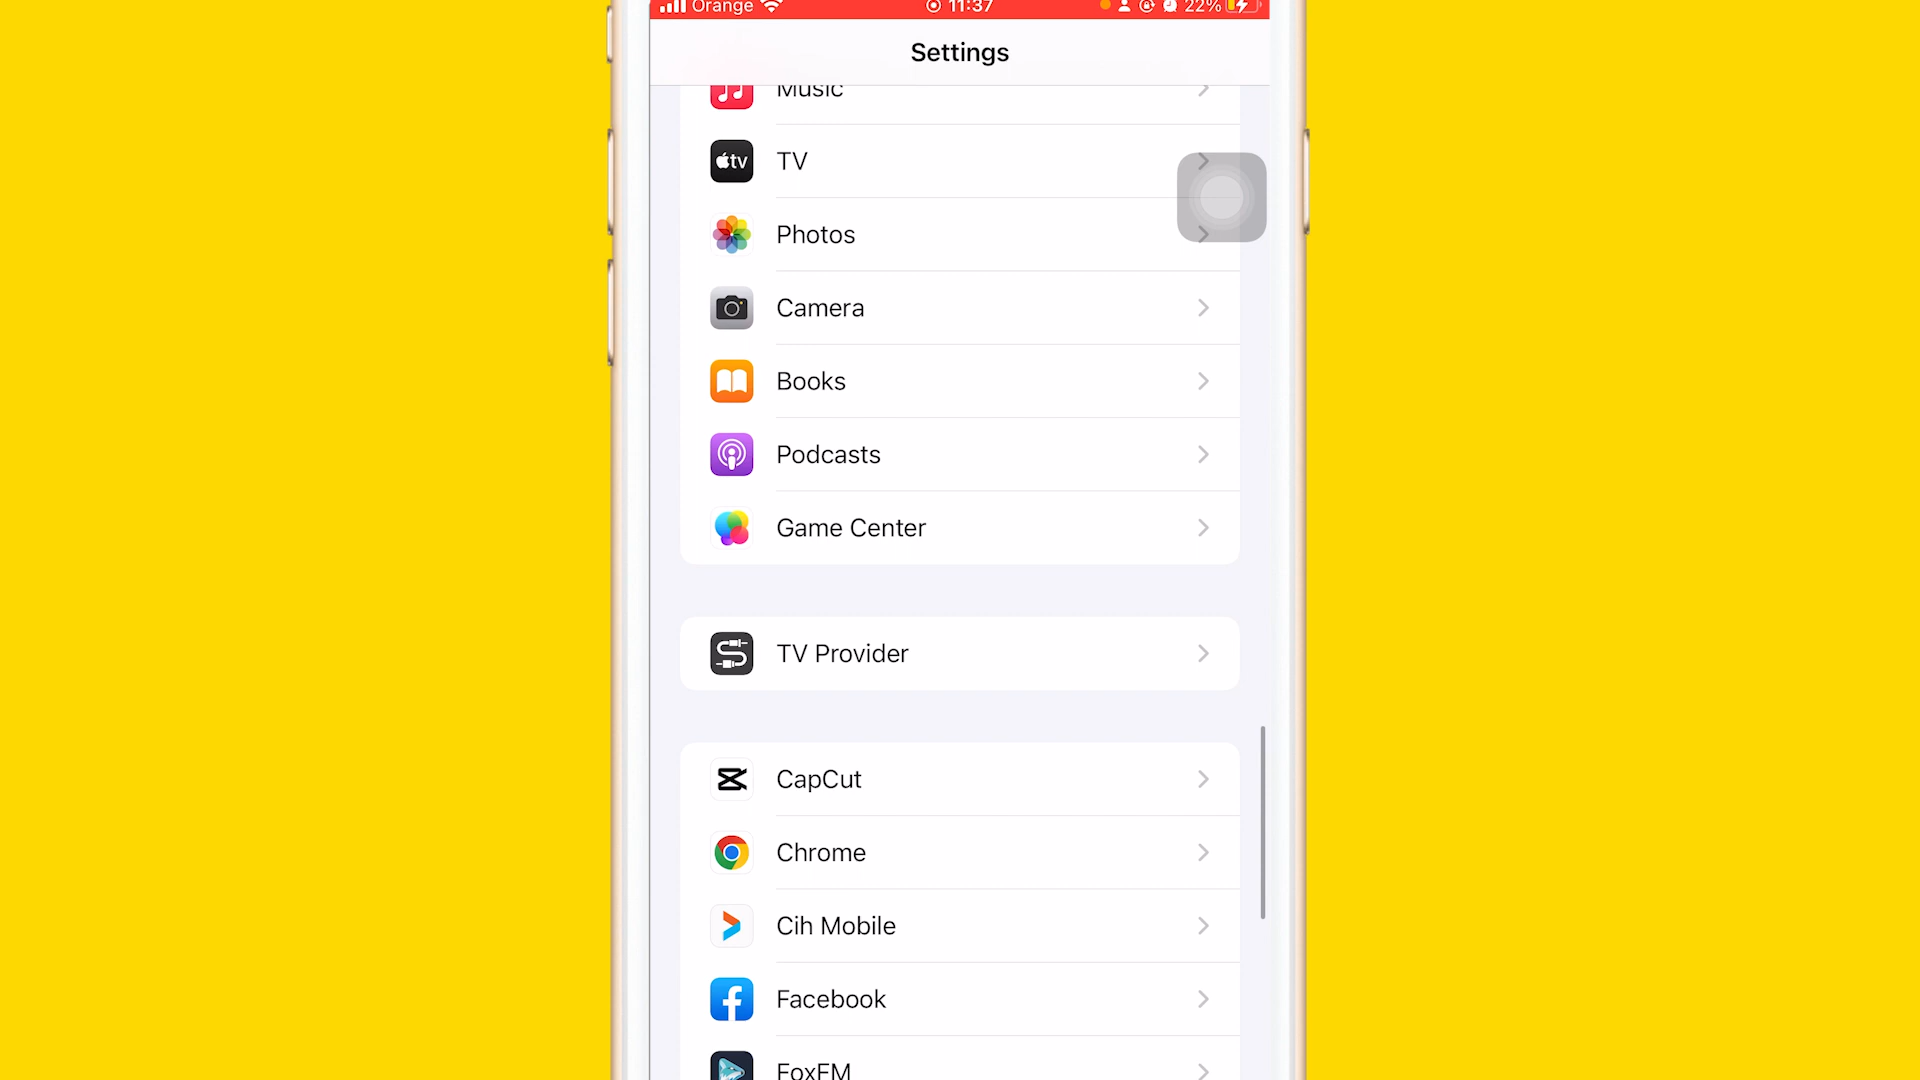 Orange 11:37 22%
Settings
Music
tv TV
Photos
Camera
Books
Podcasts
Game Center
TV Provider
CapCut
Chrome
Cih Mobile
Facebook
FoxFM